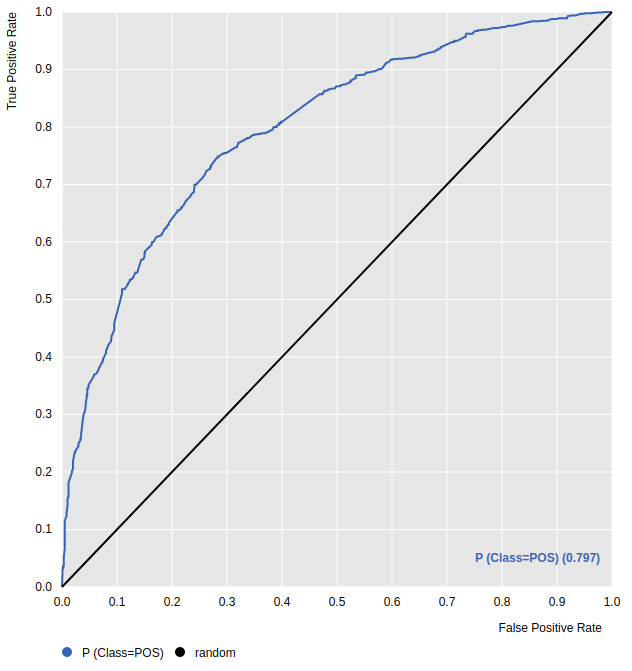 True Positive Rate
1.0
0.9
0.8
0.7
0.6
0.5
0.4
0.3
0.2
0.1
0.0
P (Class=POS) (0.797)
0.0 0.1 0.2 0.3 0.4 0.5 0.6 0.7 0.8 0.9 1.0
False Positive Rate
P (Class=POS) random